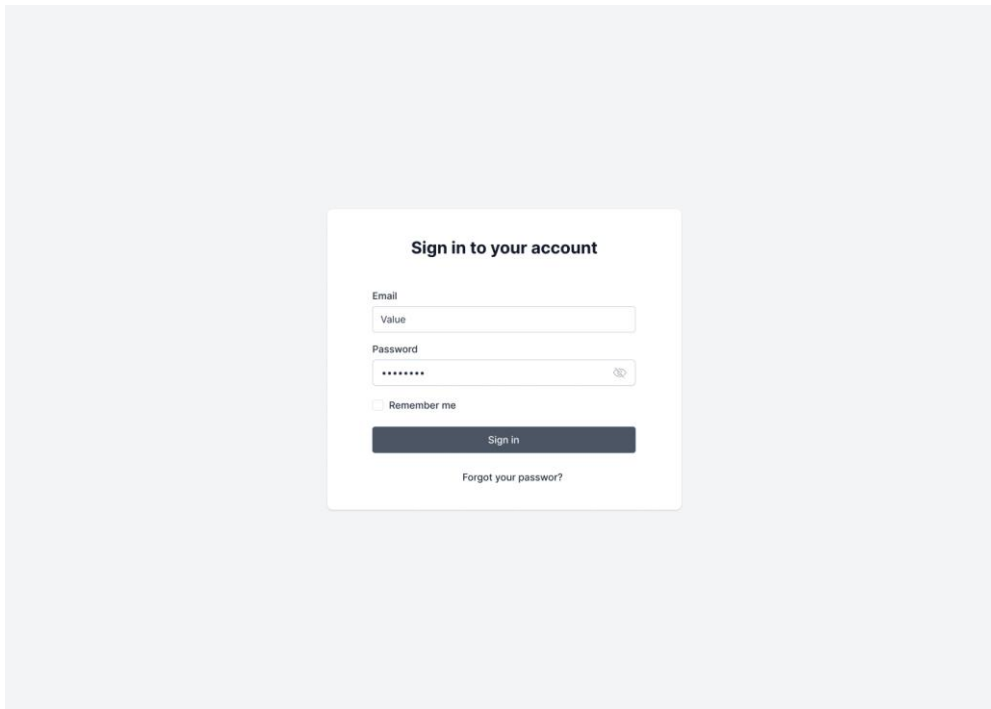 Sign in to your account
Email
Value
Password
••••••••
Remember me
Sign in
Forgot your passwor?